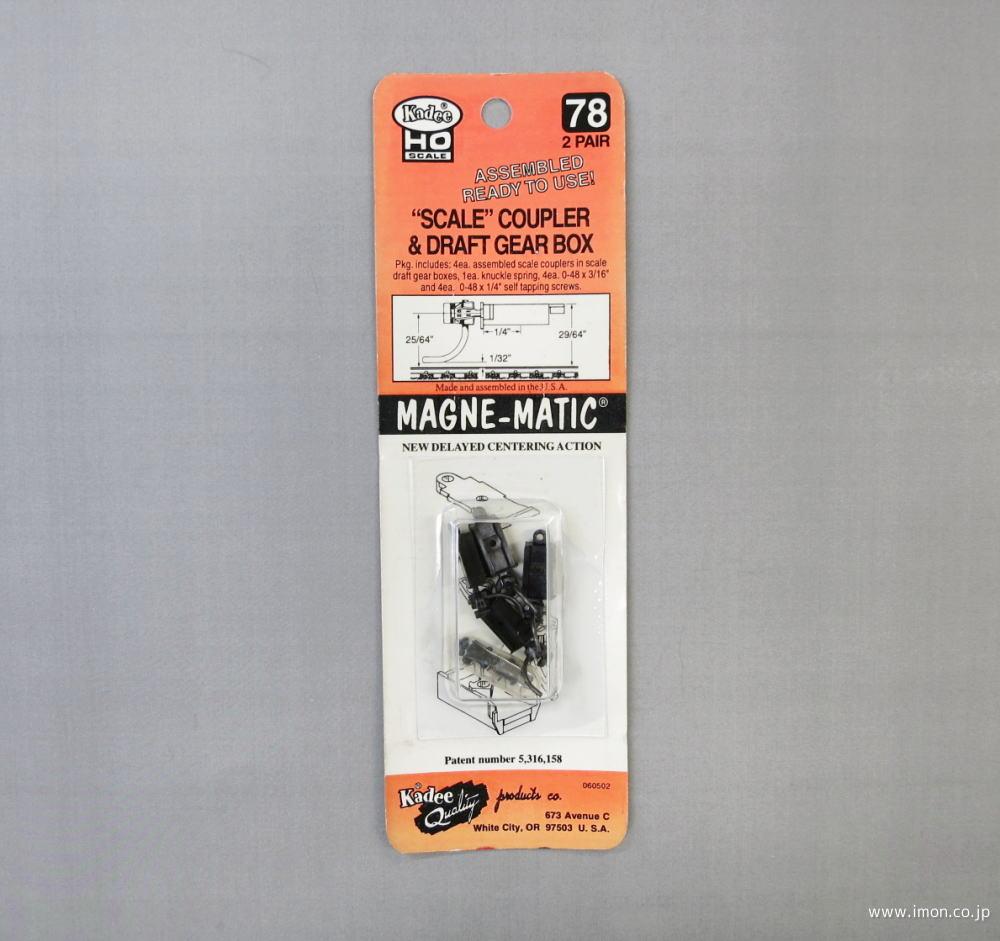 Kadee®
HO
SCALE
78
2 PAIR
ASSEMBLED
READY TO USE!
“SCALE” COUPLER
& DRAFT GEAR BOX
Pkg. includes: 4ea. assembled scale couplers in scale
draft gear boxes, 1ea. knuckle spring, 4ea. 0-48 x 3/16"
and 4ea. 0-48 x 1/4" self tapping screws.
25/64"
1/4"
29/64"
1/32"
Made and assembled in the U.S.A.
MAGNE-MATIC®
NEW DELAYED CENTERING ACTION
Patent number 5,316,158
Kadee®
Quality
products co.
060502
673 Avenue C
White City, OR 97503 U.S.A.
www.imon.co.jp